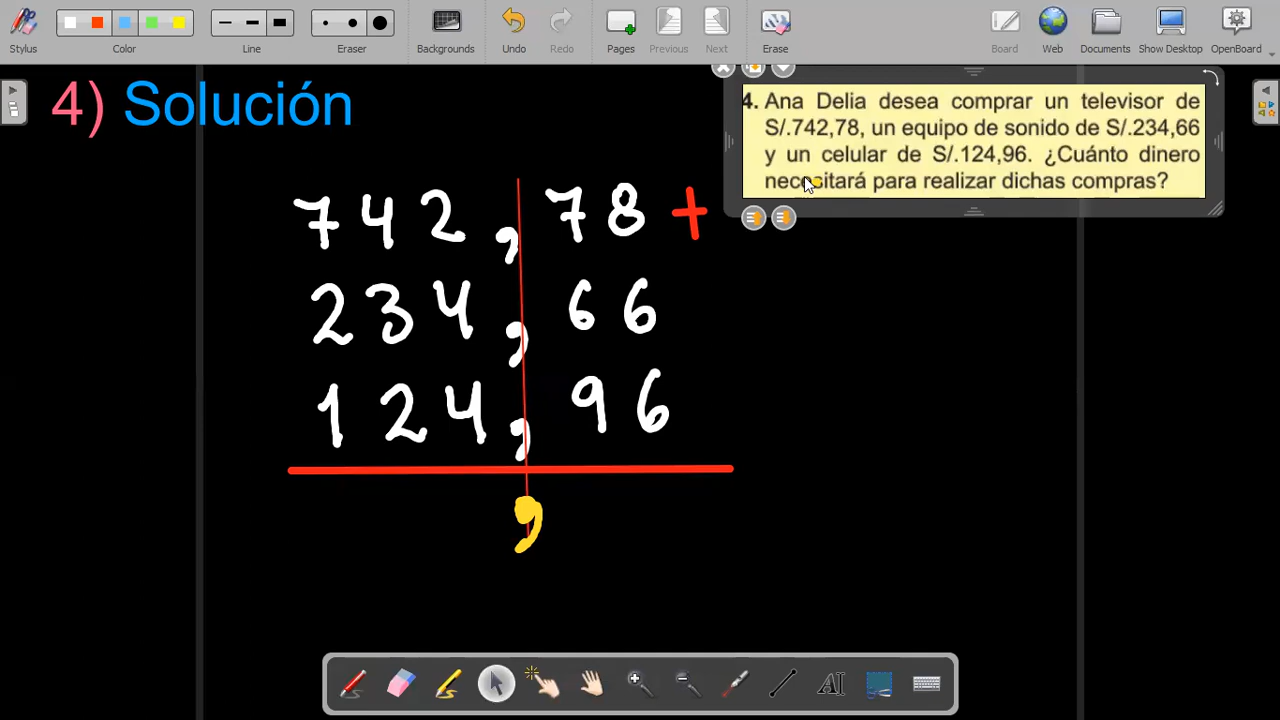 Stylus Color Line Eraser Backgrounds Undo Redo Pages Previous Next Erase Board Web Documents Show Desktop OpenBoard
4) Solución
4. Ana Delia desea comprar un televisor de
S/.742,78, un equipo de sonido de S/.234,66
y un celular de S/.124,96. ¿Cuánto dinero
necesitará para realizar dichas compras?
742,78 +
234,66
124,96
,
AI